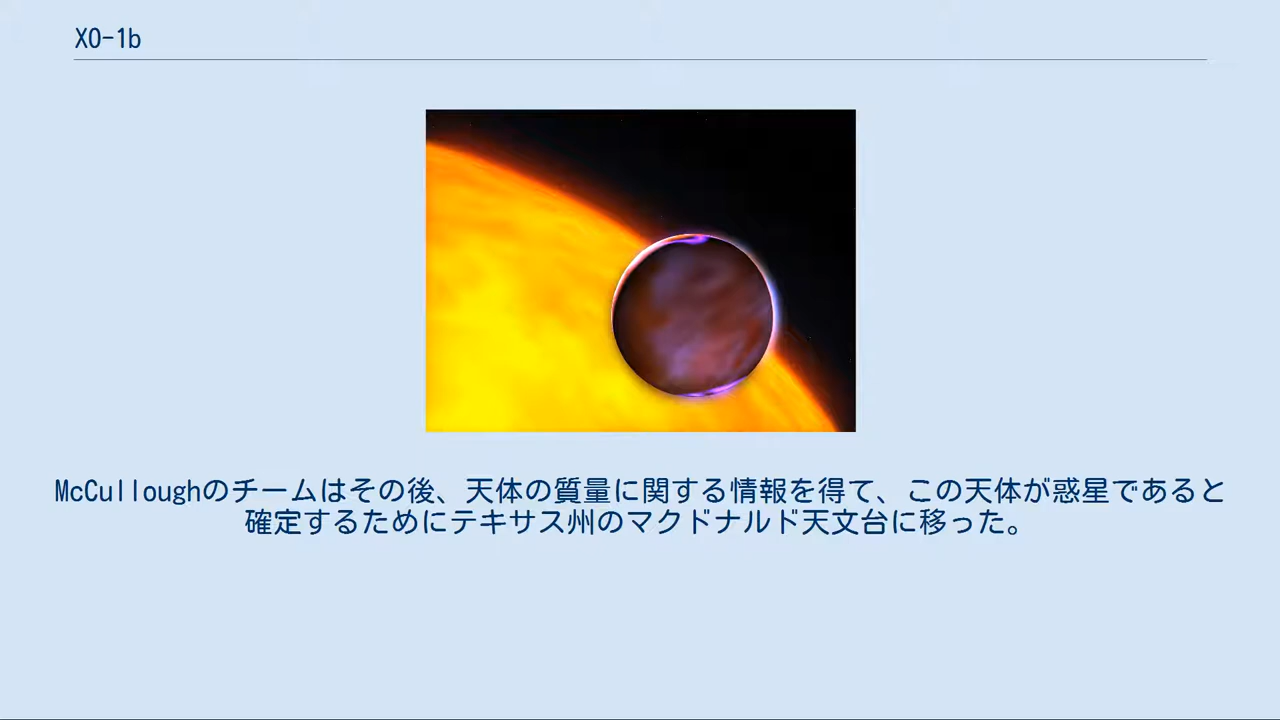 XO-1b
McCulloughのチームはその後、天体の質量に関する情報を得て、この天体が惑星であると
確定するためにテキサス州のマクドナルド天文台に移った。